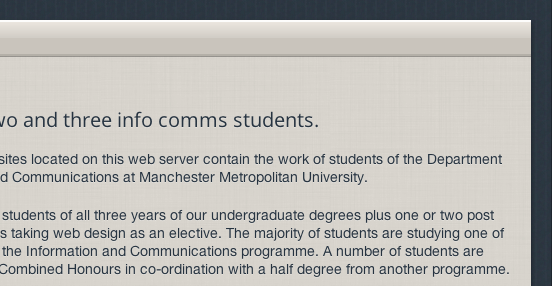 and three info comms students.
sites located on this web server contain the work of students of the Department
Communications at Manchester Metropolitan University.
students of all three years of our undergraduate degrees plus one or two post
taking web design as an elective. The majority of students are studying one of
the Information and Communications programme. A number of students are
Combined Honours in co-ordination with a half degree from another programme.